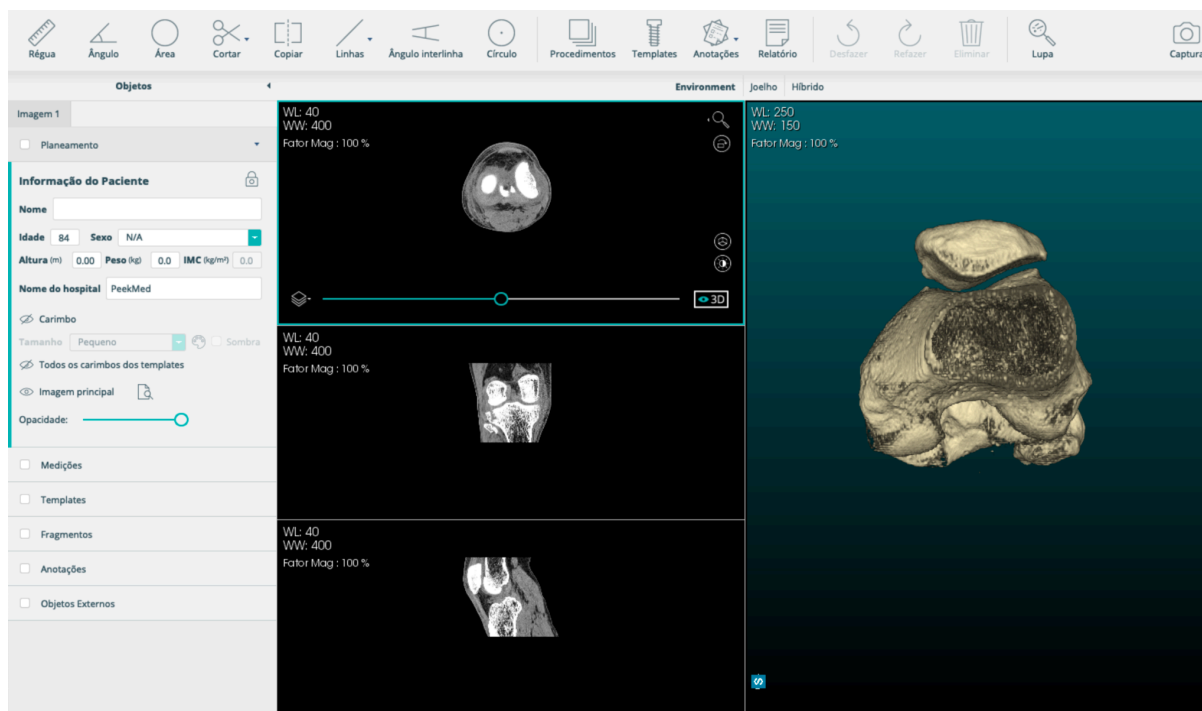 Régua Ângulo Área Cortar Copiar Linhas Ângulo interlinha Círculo Procedimentos Templates Anotações Relatório Desfazer Refazer Eliminar Lupa Captura
Objetos
Environment Joelho Híbrido
Imagem 1
Planeamento
Informação do Paciente
Nome
Idade 84 Sexo N/A
Altura (m) 0.00 Peso (kg) 0.0 IMC (kg/m²) 0.0
Nome do hospital PeekMed
Carimbo
Tamanho Pequeno Sombra
Todos os carimbos dos templates
Imagem principal
Opacidade:
Medições
Templates
Fragmentos
Anotações
Objetos Externos
WL: 40
WW: 400
Fator Mag : 100 %
3D
WL: 40
WW: 400
Fator Mag : 100 %
WL: 40
WW: 400
Fator Mag : 100 %
WL: 250
WW: 150
Fator Mag : 100 %